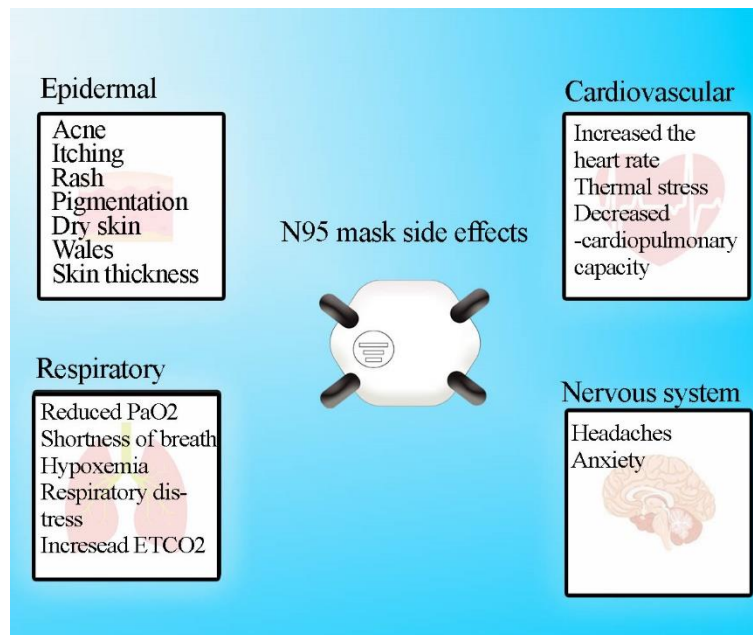 Epidermal
Acne
Itching
Rash
Pigmentation
Dry skin
Wales
Skin thickness
Cardiovascular
Increased the
heart rate
Thermal stress
Decreased
-cardiopulmonary
capacity
N95 mask side effects
Respiratory
Reduced PaO2
Shortness of breath
Hypoxemia
Respiratory dis-
tress
Incresead ETCO2
Nervous system
Headaches
Anxiety